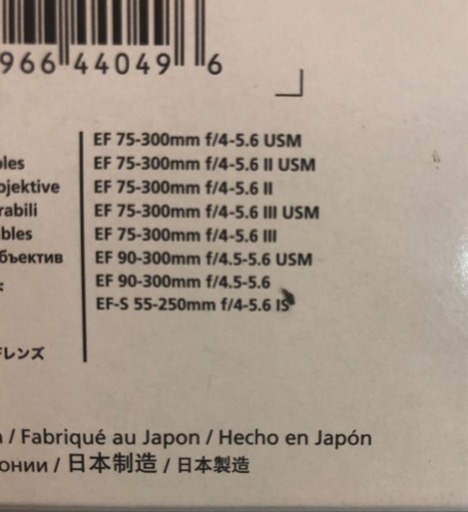 966 44049 6
EF 75-300mm f/4-5.6 USM
EF 75-300mm f/4-5.6 II USM
EF 75-300mm f/4-5.6 II
EF 75-300mm f/4-5.6 III USM
EF 75-300mm f/4-5.6 III
EF 90-300mm f/4.5-5.6 USM
EF 90-300mm f/4.5-5.6
EF-S 55-250mm f/4-5.6 IS
bles
bjektive
rabili
bles
бъектив
レンズ
/ Fabriqué au Japon / Hecho en Japón
онии / 日本制造 / 日本製造